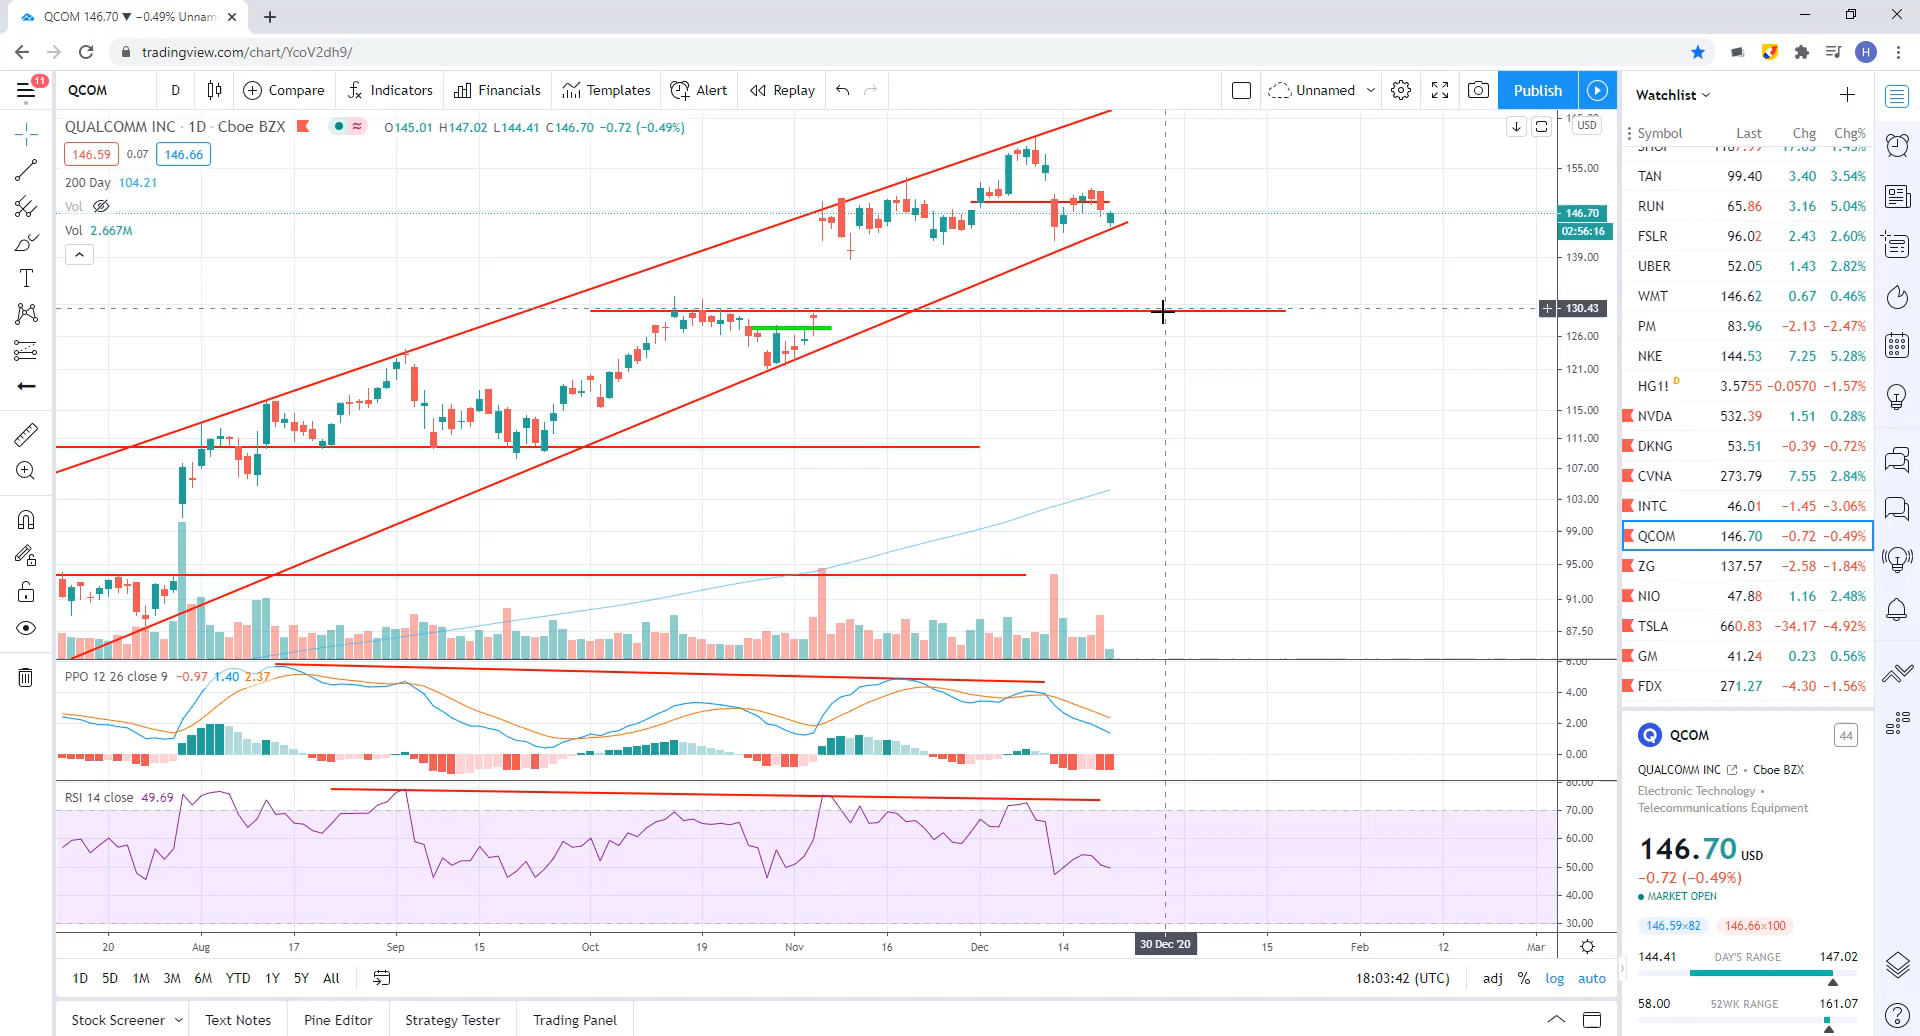 QCOM 146.70 ▼ −0.49% Unnam
tradingview.com/chart/YcoV2dh9/
H
11
QCOM D Compare Indicators Financials Templates Alert Replay Unnamed Publish
QUALCOMM INC · 1D · Cboe BZX O145.01 H147.02 L144.41 C146.70 −0.72 (−0.49%)
146.59 0.07 146.66
200 Day 104.21
Vol
Vol 2.667M
USD
155.00
146.70
02:56:16
139.00
130.43
126.00
121.00
115.00
111.00
107.00
103.00
99.00
95.00
91.00
87.50
PPO 12 26 close 9 −0.97 1.40 2.37
6.00
4.00
2.00
0.00
RSI 14 close 49.69
80.00
70.00
60.00
50.00
40.00
30.00
20 Aug 17 Sep 15 Oct 19 Nov 16 Dec 14 30 Dec '20 15 Feb 12 Mar
1D 5D 1M 3M 6M YTD 1Y 5Y All 18:03:42 (UTC) adj % log auto
Stock Screener Text Notes Pine Editor Strategy Tester Trading Panel
Watchlist
Symbol Last Chg Chg%
TAN 99.40 3.40 3.54%
RUN 65.86 3.16 5.04%
FSLR 96.02 2.43 2.60%
UBER 52.05 1.43 2.82%
WMT 146.62 0.67 0.46%
PM 83.96 −2.13 −2.47%
NKE 144.53 7.25 5.28%
HG1! D 3.5755 −0.0570 −1.57%
NVDA 532.39 1.51 0.28%
DKNG 53.51 −0.39 −0.72%
CVNA 273.79 7.55 2.84%
INTC 46.01 −1.45 −3.06%
QCOM 146.70 −0.72 −0.49%
ZG 137.57 −2.58 −1.84%
NIO 47.88 1.16 2.48%
TSLA 660.83 −34.17 −4.92%
GM 41.24 0.23 0.56%
FDX 271.27 −4.30 −1.56%
QCOM 44
QUALCOMM INC • Cboe BZX
Electronic Technology •
Telecommunications Equipment
146.70 USD
−0.72 (−0.49%)
MARKET OPEN
146.59×82 146.66×100
144.41 DAY'S RANGE 147.02
58.00 52WK RANGE 161.07